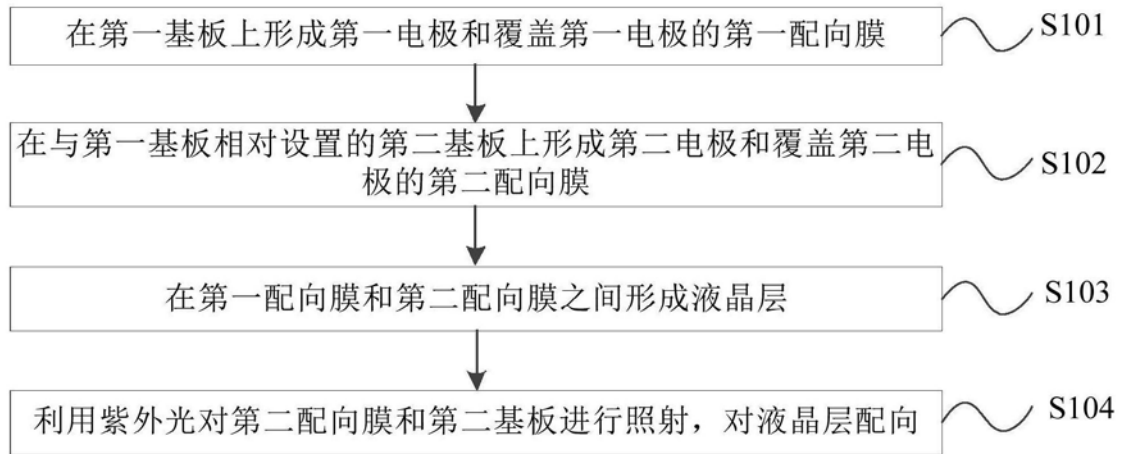 在第一基板上形成第一电极和覆盖第一电极的第一配向膜
S101
在与第一基板相对设置的第二基板上形成第二电极和覆盖第二电
极的第二配向膜
S102
在第一配向膜和第二配向膜之间形成液晶层
S103
利用紫外光对第二配向膜和第二基板进行照射，对液晶层配向
S104